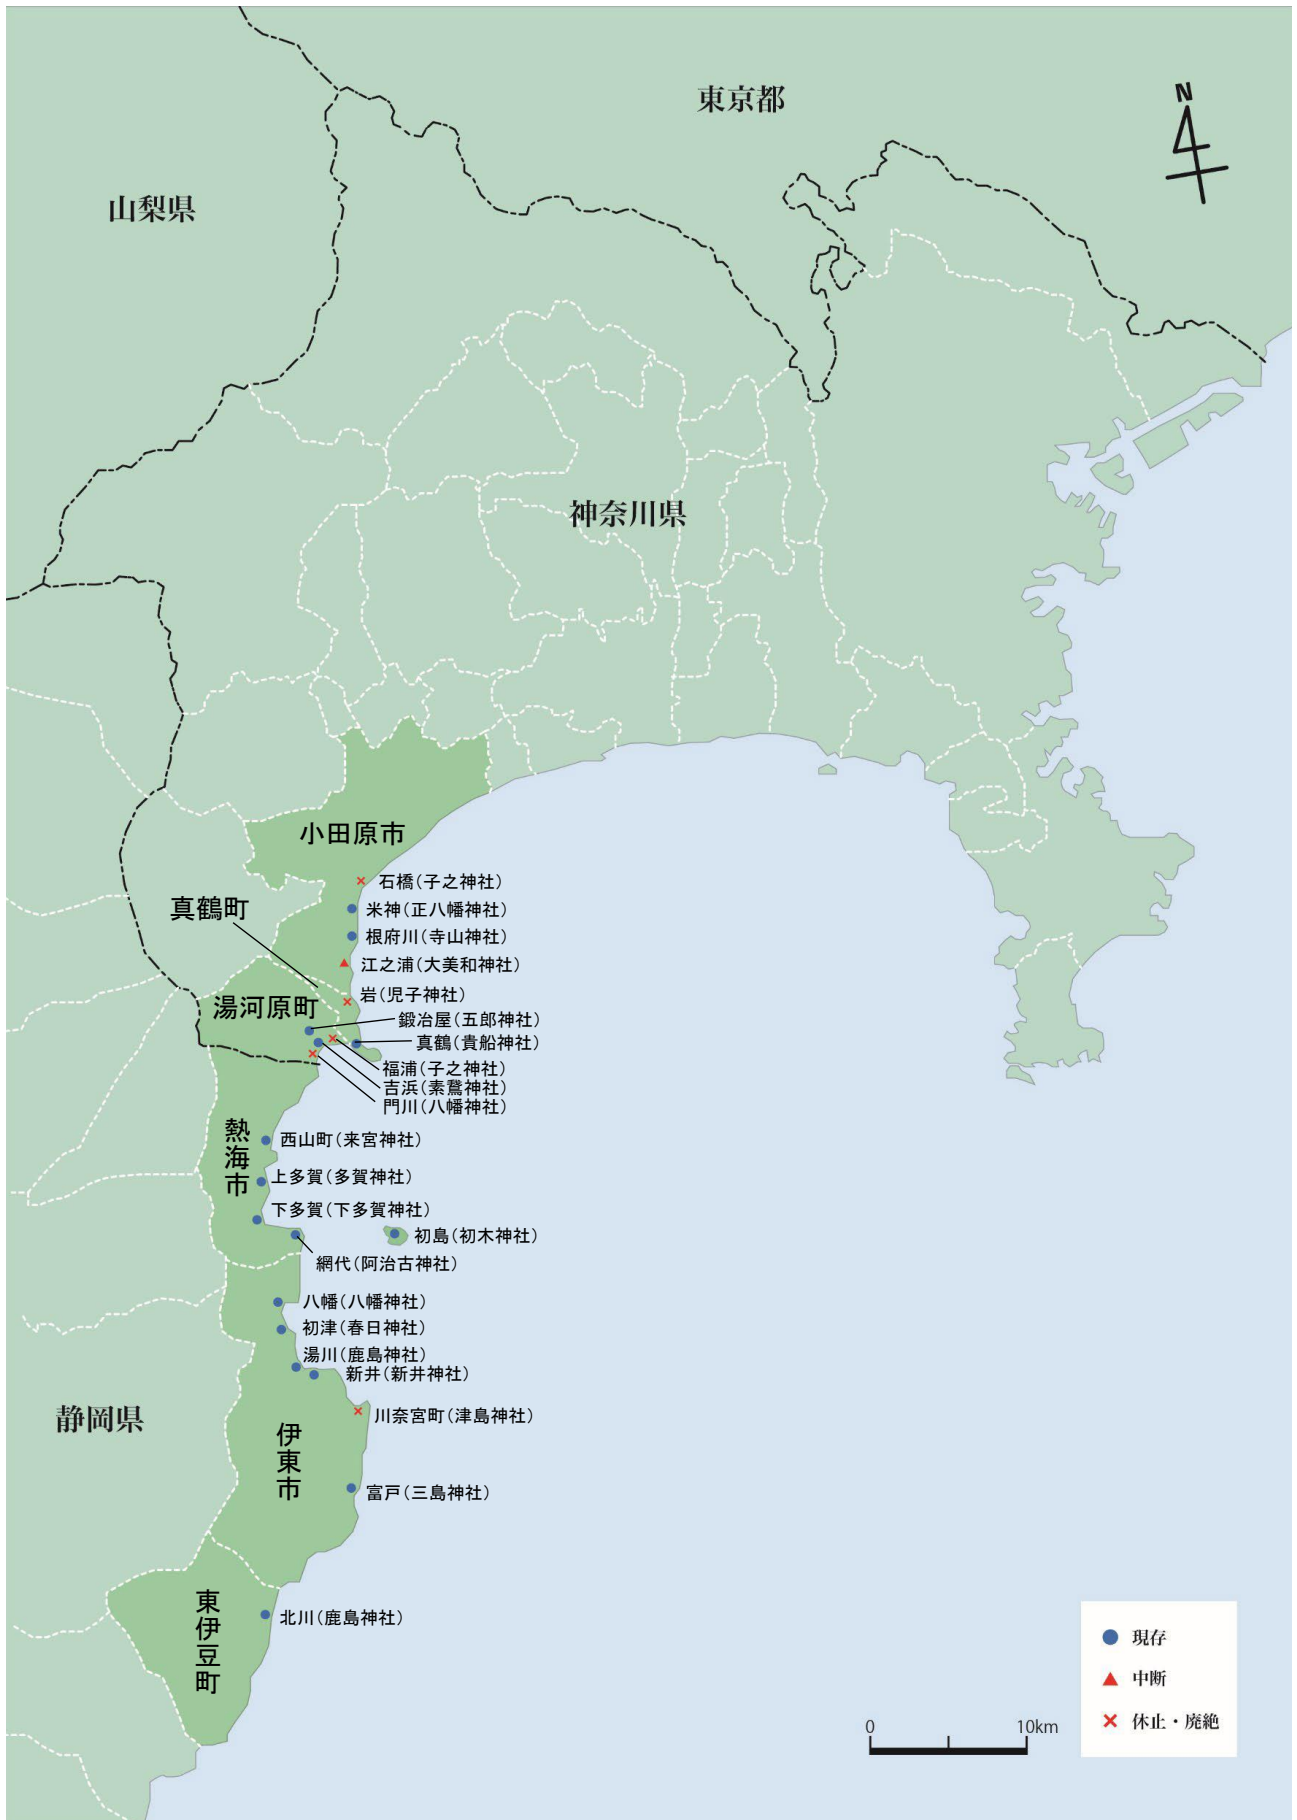 東京都
N
山梨県
神奈川県
小田原市
石橋(子之神社)
真鶴町
米神(正八幡神社)
根府川(寺山神社)
江之浦(大美和神社)
岩(児子神社)
湯河原町
鍛冶屋(五郎神社)
真鶴(貴船神社)
福浦(子之神社)
吉浜(素鵞神社)
門川(八幡神社)
熱海市
西山町(来宮神社)
上多賀(多賀神社)
下多賀(下多賀神社)
初島(初木神社)
網代(阿治古神社)
八幡(八幡神社)
初津(春日神社)
湯川(鹿島神社)
新井(新井神社)
静岡県
川奈宮町(津島神社)
伊東市
富戸(三島神社)
東伊豆町
北川(鹿島神社)
現存
中断
休止・廃絶
0 10km